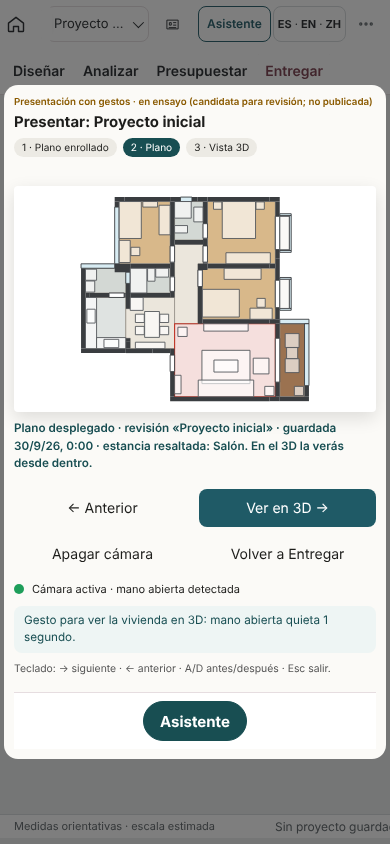 Proyecto ...
Asistente
ES · EN · ZH
Diseñar Analizar Presupuestar Entregar
Presentación con gestos · en ensayo (candidata para revisión; no publicada)
Presentar: Proyecto inicial
1 · Plano enrollado
2 · Plano
3 · Vista 3D
Plano desplegado · revisión «Proyecto inicial» · guardada
30/9/26, 0:00 · estancia resaltada: Salón. En el 3D la verás
desde dentro.
← Anterior
Ver en 3D →
Apagar cámara
Volver a Entregar
Cámara activa · mano abierta detectada
Gesto para ver la vivienda en 3D: mano abierta quieta 1
segundo.
Teclado: → siguiente · ← anterior · A/D antes/después · Esc salir.
Asistente
Medidas orientativas · escala estimada
Sin proyecto guarda